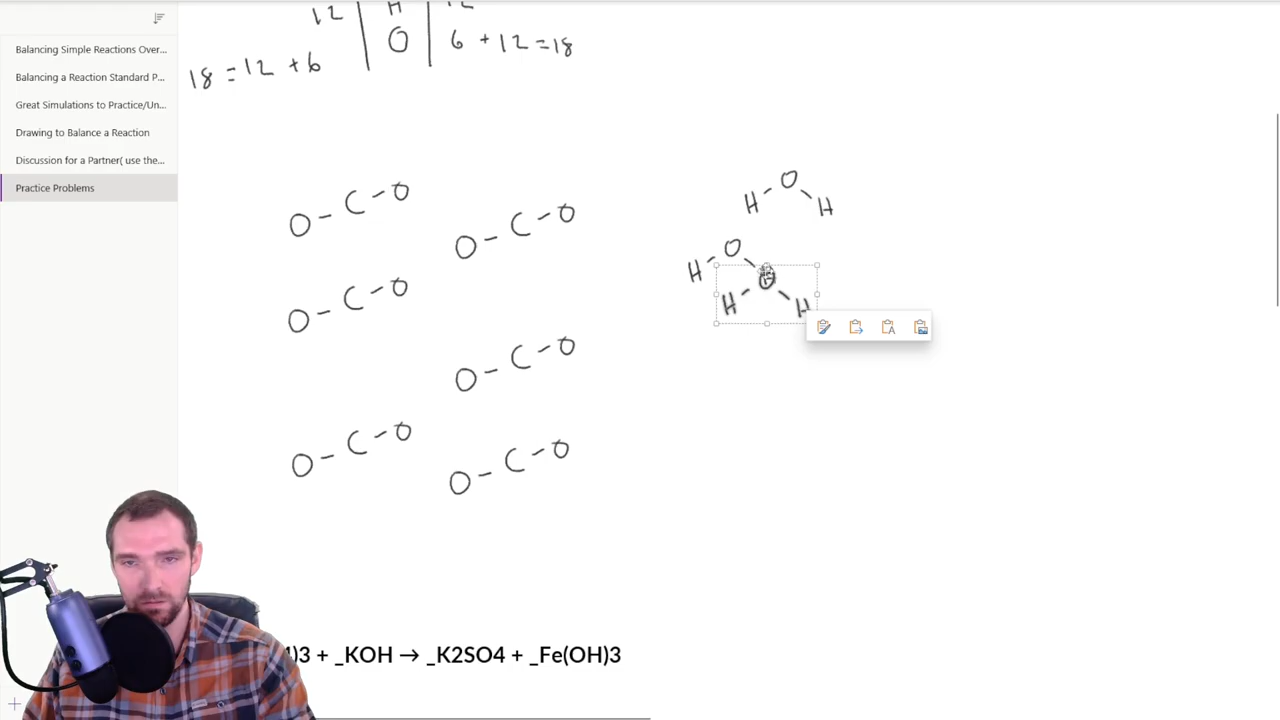 Balancing Simple Reactions Over...
Balancing a Reaction Standard P...
Great Simulations to Practice/Un...
Drawing to Balance a Reaction
Discussion for a Partner( use the...
Practice Problems
12 | H | 12
18 = 12 + 6 | O | 6 + 12 = 18
O - C - O
O - C - O
O - C - O
O - C - O
O - C - O
O - C - O
H - O - H
H - O
H - O - H
)3 + _KOH → _K2SO4 + _Fe(OH)3